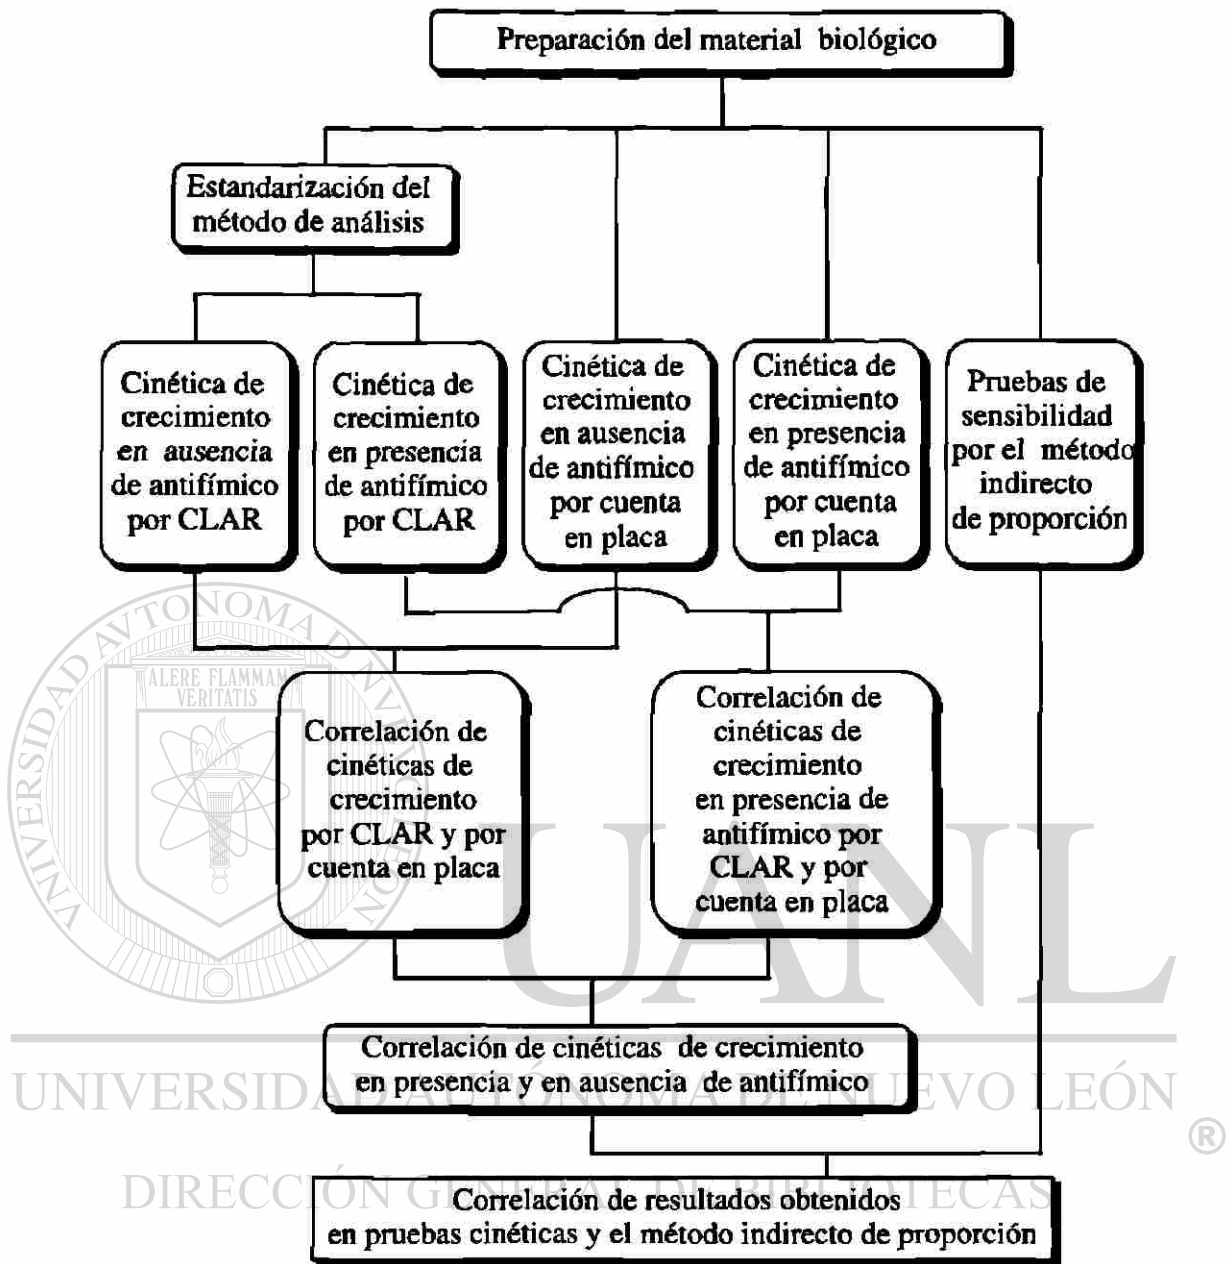 Preparación del material biológico
Estandarización del
método de análisis
Cinética de
crecimiento
en ausencia
de antifímico
por CLAR
Cinética de
crecimiento
en presencia
de antifímico
por CLAR
Cinética de
crecimiento
en ausencia
de antifímico
por cuenta
en placa
Cinética de
crecimiento
en presencia
de antifímico
por cuenta
en placa
Pruebas de
sensibilidad
por el método
indirecto
de proporción
Correlación de
cinéticas de
crecimiento
por CLAR y por
cuenta en placa
Correlación de
cinéticas de
crecimiento
en presencia de
antifímico por
CLAR y por
cuenta en placa
Correlación de cinéticas de crecimiento
en presencia y en ausencia de antifímico
Correlación de resultados obtenidos
en pruebas cinéticas y el método indirecto de proporción
UNIVERSIDAD AVTONOMA D NVEVO LEON
ALERE FLAMMAM
VERITATIS
UANL
UNIVERSIDAD AUTÓNOMA DE NUEVO LEÓN
®
DIRECCIÓN GENERAL DE BIBLIOTECAS